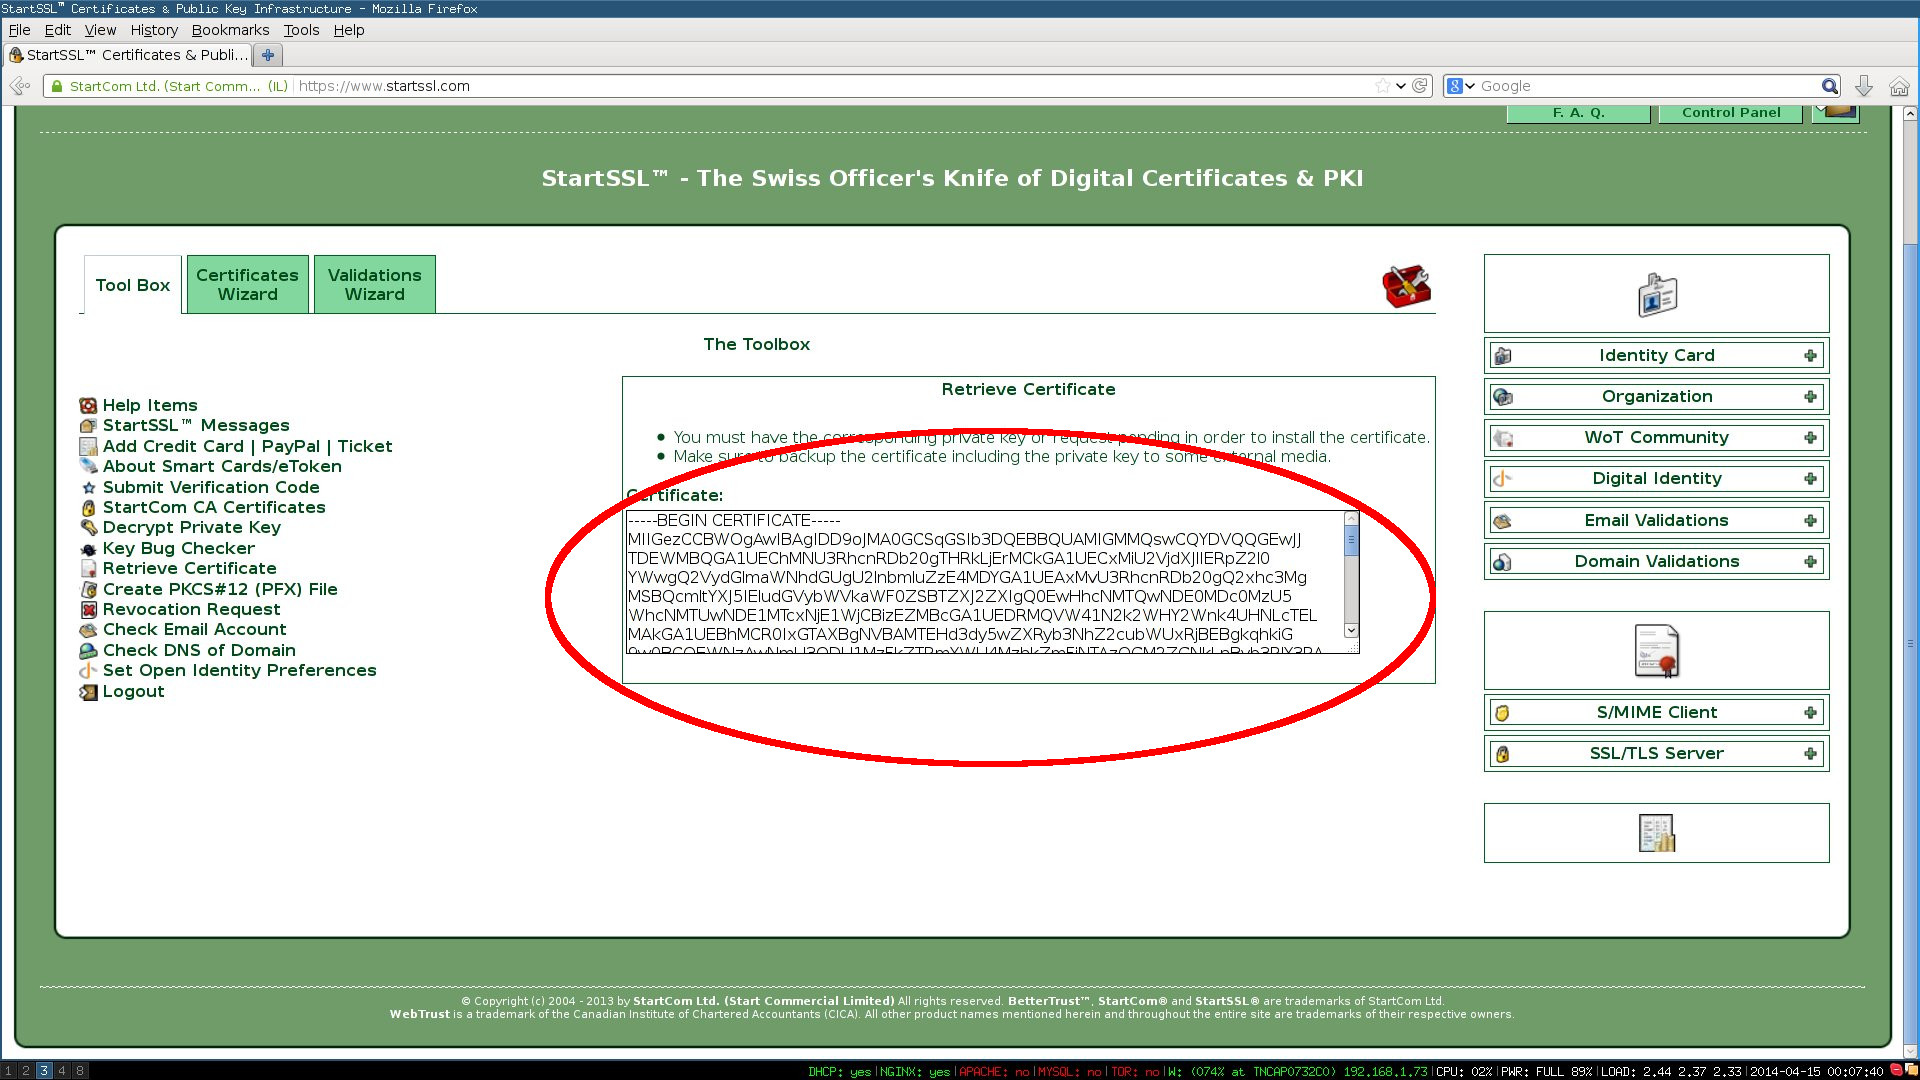 StartSSL™ Certificates & Public Key Infrastructure - Mozilla Firefox
File Edit View History Bookmarks Tools Help
StartSSL™ Certificates & Publi...
StartCom Ltd. (Start Comm... (IL) https://www.startssl.com
Google
F. A. Q. Control Panel
StartSSL™ - The Swiss Officer's Knife of Digital Certificates & PKI
Tool Box
Certificates Wizard
Validations Wizard
The Toolbox
Help Items
StartSSL™ Messages
Add Credit Card | PayPal | Ticket
About Smart Cards/eToken
Submit Verification Code
StartCom CA Certificates
Decrypt Private Key
Key Bug Checker
Retrieve Certificate
Create PKCS#12 (PFX) File
Revocation Request
Check Email Account
Check DNS of Domain
Set Open Identity Preferences
Logout
Retrieve Certificate
• You must have the corresponding private key or request pending in order to install the certificate.
• Make sure to backup the certificate including the private key to some external media.
Certificate:
-----BEGIN CERTIFICATE-----
MIIGezCCBWOgAwIBAgIDD9oJMA0GCSqGSIb3DQEBBQUAMIGMMQswCQYDVQQGEwJJ
TDEWMBQGA1UEChMNU3RhcnRDb20gTHRkLjErMCkGA1UECxMiU2VjdXJlIERpZ2l0
YWwgQ2VydGlmaWNhdGUgU2lnbmluZzE4MDYGA1UEAxMvU3RhcnRDb20gQ2xhc3Mg
MSBQcmltYXJ5IEludGVybWVkaWF0ZSBTZXJ2ZXIgQ0EwHhcNMTQwNDE0MDc0MzU5
WhcNMTUwNDE1MTcxNjE1WjCBizEZMBcGA1UEDRMQVW41N2k2WHY2Wnk4UHNLcTEL
MAkGA1UEBhMCR0IxGTAXBgNVBAMTEHd3dy5wZXRyb3NhZ2cubWUxRjBEBgkqhkiG
Identity Card
Organization
WoT Community
Digital Identity
Email Validations
Domain Validations
S/MIME Client
SSL/TLS Server
© Copyright (c) 2004 - 2013 by StartCom Ltd. (Start Commercial Limited) All rights reserved. BetterTrust™, StartCom® and StartSSL® are trademarks of StartCom Ltd.
WebTrust is a trademark of the Canadian Institute of Chartered Accountants (CICA). All other product names mentioned herein and throughout the entire site are trademarks of their respective owners.
1 2 3 4 8 DHCP: yes|NGINX: yes|APACHE: no|MYSQL: no|TOR: no|W: (074% at TNCAP0732C0) 192.168.1.73|CPU: 02%|PWR: FULL 89%|LOAD: 2.44 2.37 2.33|2014-04-15 00:07:40